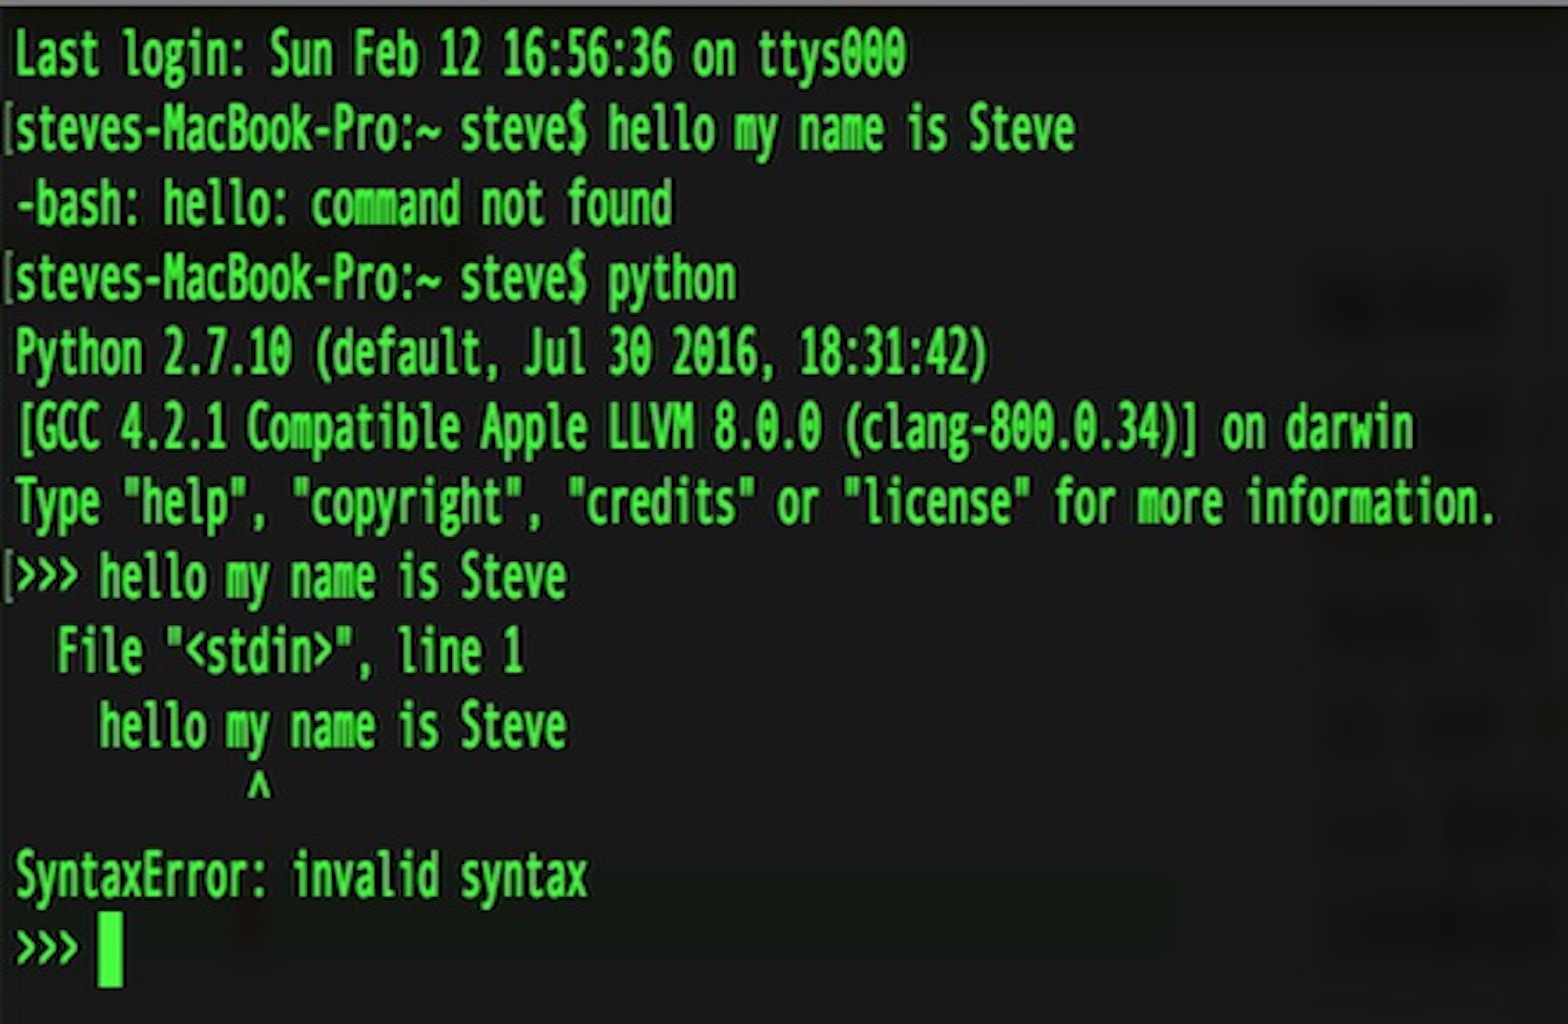 Last login: Sun Feb 12 16:56:36 on ttys000
[steves-MacBook-Pro:~ steve$ hello my name is Steve
-bash: hello: command not found
[steves-MacBook-Pro:~ steve$ python
Python 2.7.10 (default, Jul 30 2016, 18:31:42)
[GCC 4.2.1 Compatible Apple LLVM 8.0.0 (clang-800.0.34)] on darwin
Type "help", "copyright", "credits" or "license" for more information.
[>>> hello my name is Steve
  File "<stdin>", line 1
    hello my name is Steve
           ^
SyntaxError: invalid syntax
>>>